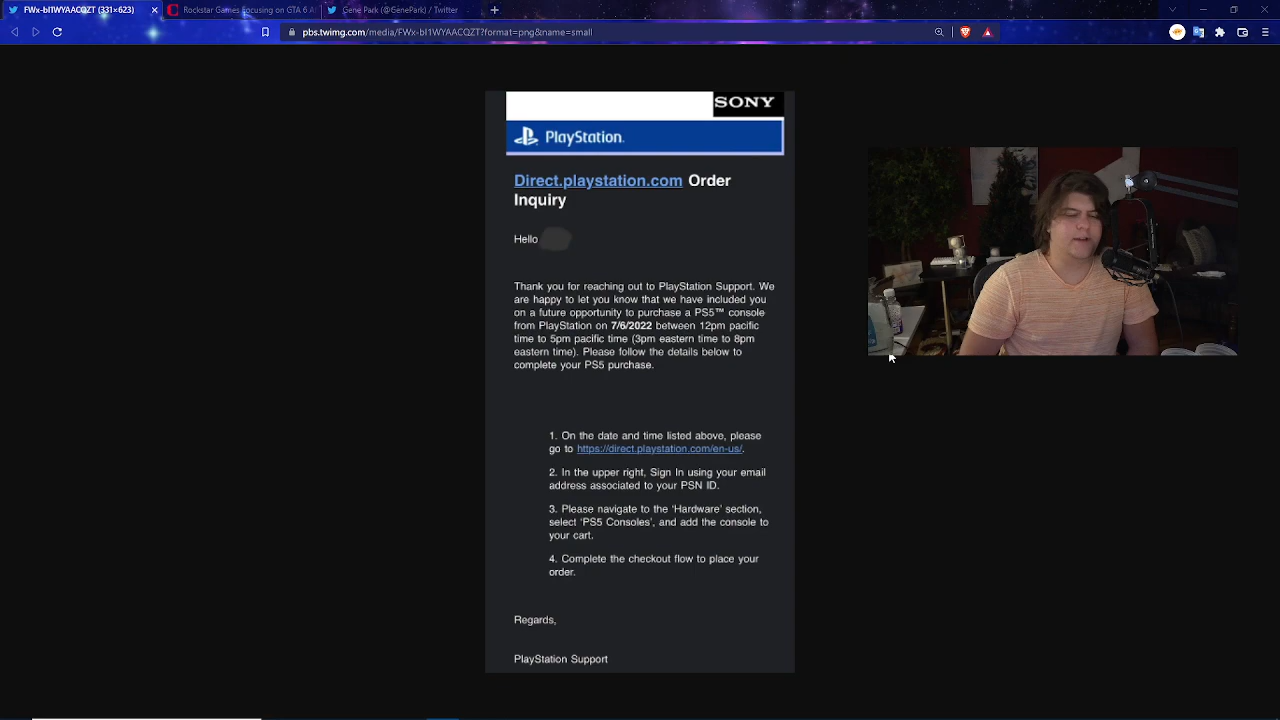 FWx-bI1WYAACQZT (331×623)
Rockstar Games Focusing on GTA 6 A
Gene Park (@GenePark) / Twitter
pbs.twimg.com/media/FWx-bI1WYAACQZT?format=png&name=small
SONY
PlayStation.
Direct.playstation.com Order
Inquiry
Hello
Thank you for reaching out to PlayStation Support. We
are happy to let you know that we have included you
on a future opportunity to purchase a PS5™ console
from PlayStation on 7/6/2022 between 12pm pacific
time to 5pm pacific time (3pm eastern time to 8pm
eastern time). Please follow the details below to
complete your PS5 purchase.
1. On the date and time listed above, please
go to https://direct.playstation.com/en-us/.
2. In the upper right, Sign In using your email
address associated to your PSN ID.
3. Please navigate to the ‘Hardware’ section,
select ‘PS5 Consoles’, and add the console to
your cart.
4. Complete the checkout flow to place your
order.
Regards,
PlayStation Support